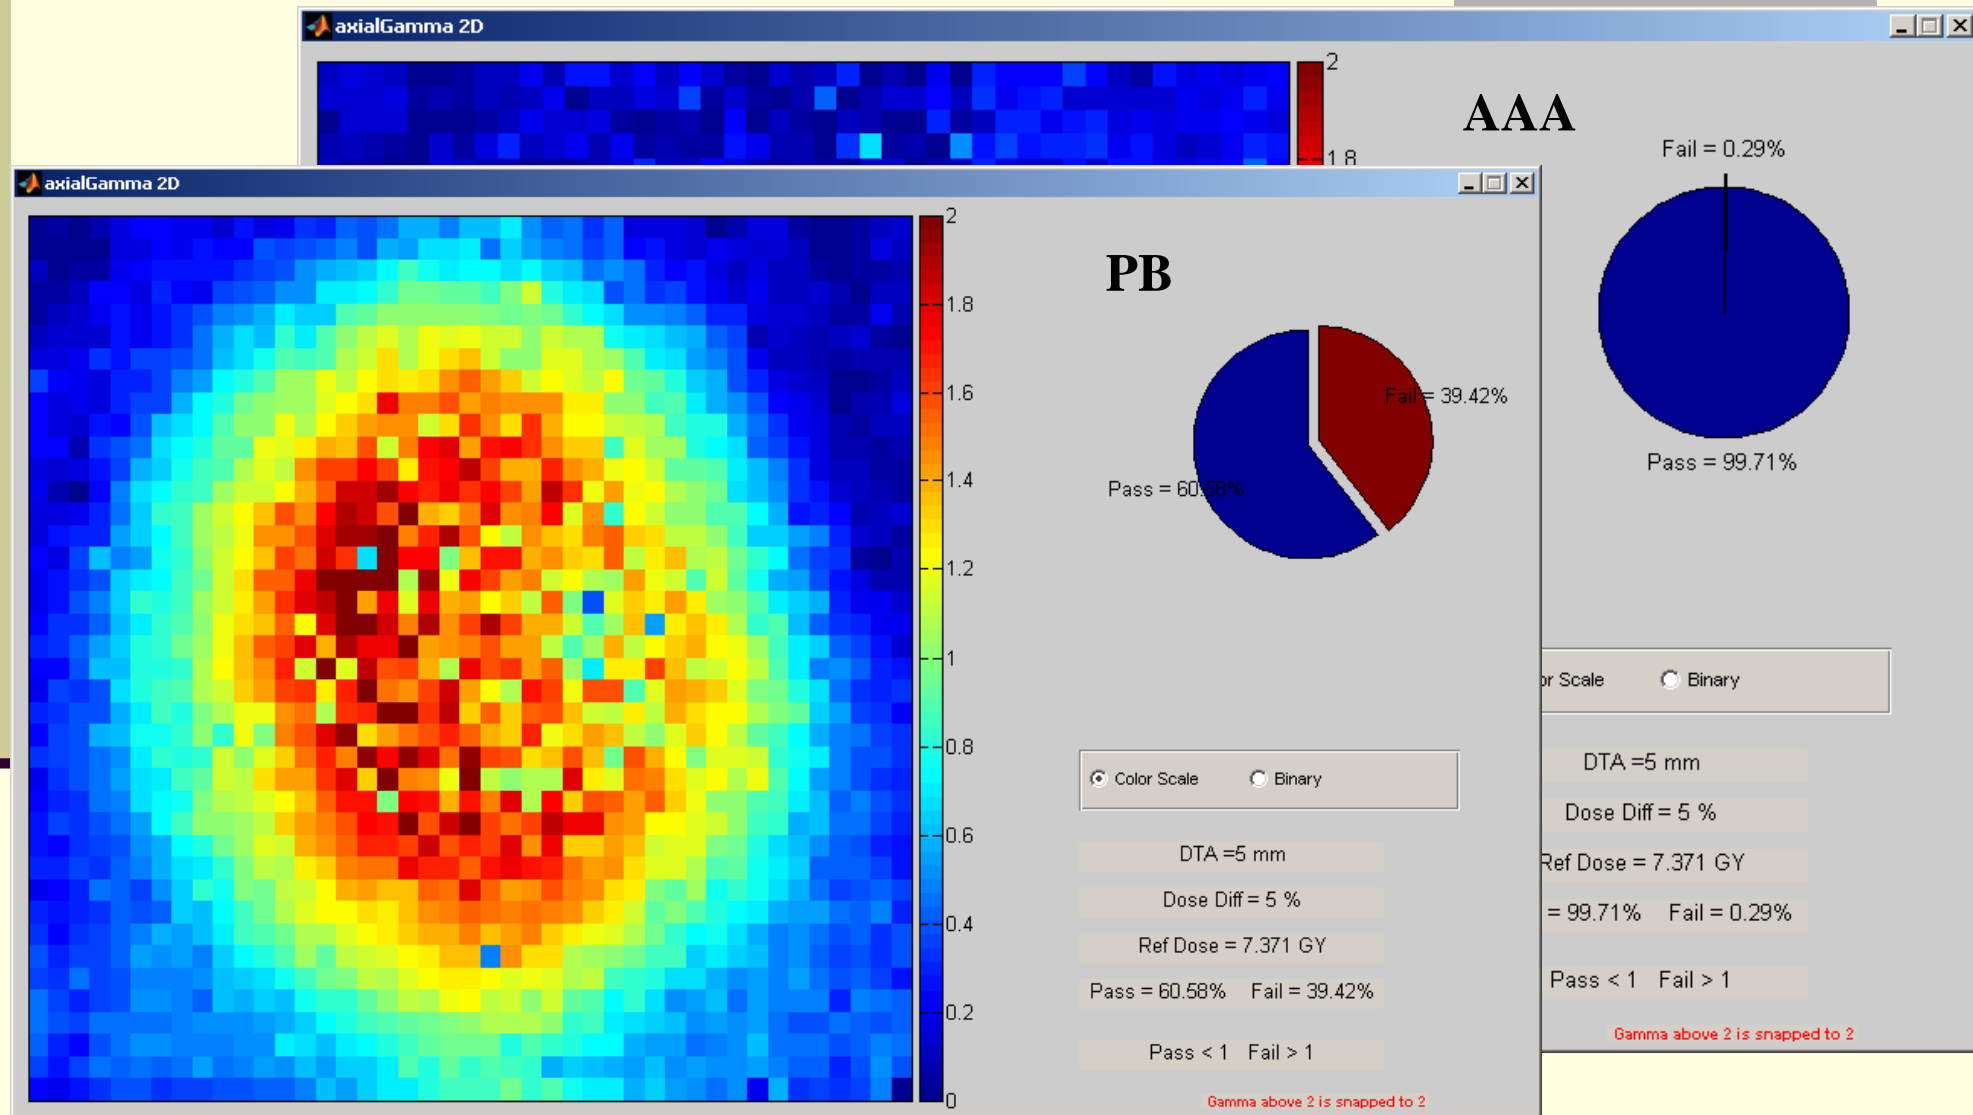 axialGamma 2D
2
1.8
AAA
Fail = 0.29%
Pass = 99.71%
or Scale
Binary
DTA =5 mm
Dose Diff = 5 %
Ref Dose = 7.371 GY
= 99.71% Fail = 0.29%
Pass < 1 Fail > 1
Gamma above 2 is snapped to 2
axialGamma 2D
2
1.8
1.6
1.4
1.2
1
0.8
0.6
0.4
0.2
0
PB
Fail = 39.42%
Pass = 60.58%
Color Scale
Binary
DTA =5 mm
Dose Diff = 5 %
Ref Dose = 7.371 GY
Pass = 60.58% Fail = 39.42%
Pass < 1 Fail > 1
Gamma above 2 is snapped to 2